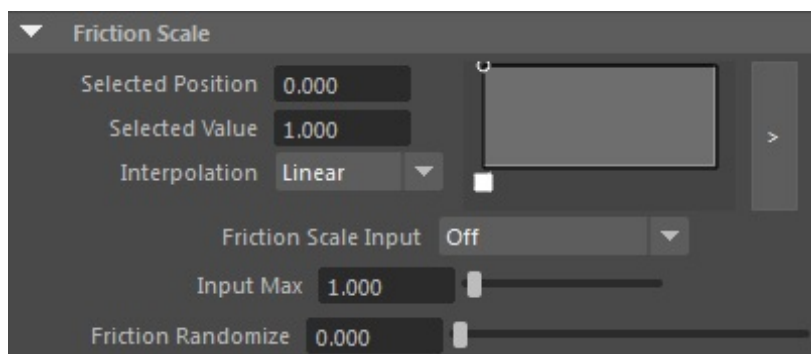 Friction Scale
Selected Position 0.000
Selected Value 1.000
>
Interpolation Linear
Friction Scale Input Off
Input Max 1.000
Friction Randomize 0.000